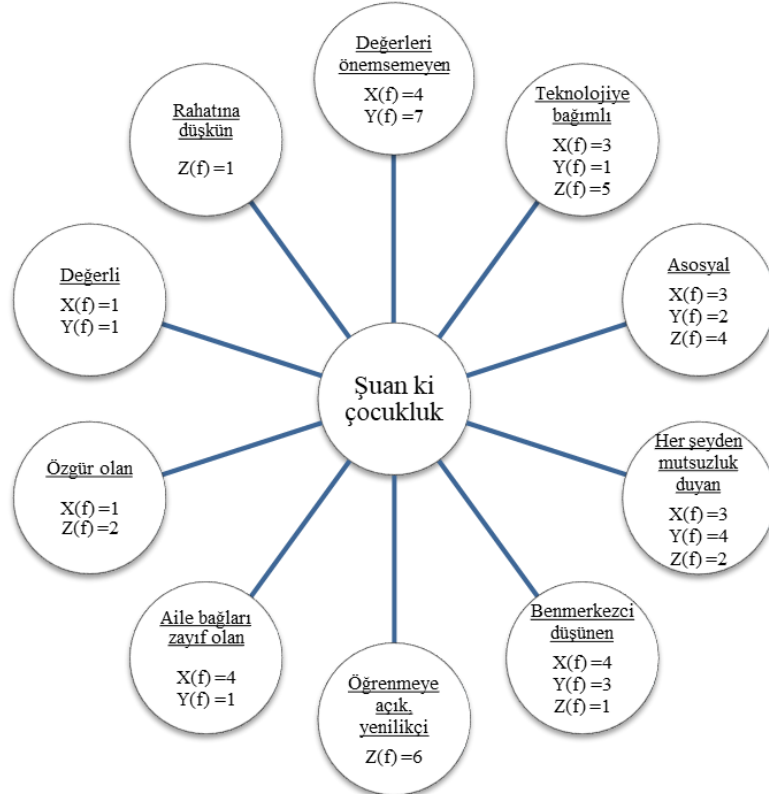 Değerleri
önemsemeyen
X(f) =4
Y(f) =7
Teknolojiye
bağımlı
X(f) =3
Y(f) =1
Z(f) =5
Asosyal
X(f) =3
Y(f) =2
Z(f) =4
Her şeyden
mutsuzluk
duyan
X(f) =3
Y(f) =4
Z(f) =2
Benmerkezci
düşünen
X(f) =4
Y(f) =3
Z(f) =1
Öğrenmeye
açık,
yenilikçi
Z(f) =6
Aile bağları
zayıf olan
X(f) =4
Y(f) =1
Özgür olan
X(f) =1
Z(f) =2
Değerli
X(f) =1
Y(f) =1
Rahatına
düşkün
Z(f) =1
Şuan ki
çocukluk